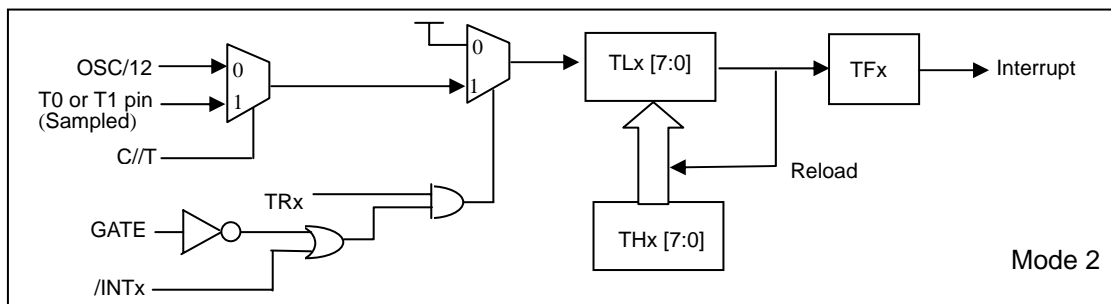 0
OSC/12
0
TLx [7:0]
TFx
Interrupt
1
T0 or T1 pin
(Sampled)
1
C//T
Reload
TRx
GATE
THx [7:0]
/INTx
Mode 2